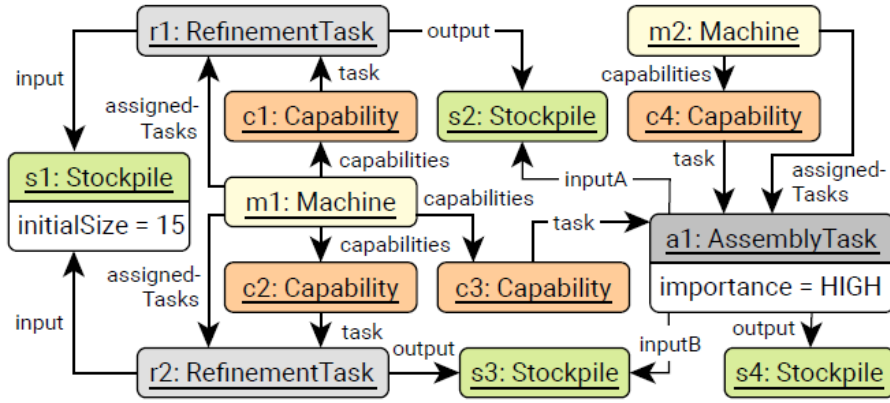 r1: RefinementTask
output
m2: Machine
input
task
capabilities
assigned-
Tasks
c1: Capability
s2: Stockpile
c4: Capability
s1: Stockpile
initialSize = 15
capabilities
m1: Machine
capabilities
inputA
task
assigned-
Tasks
capabilities
task
a1: AssemblyTask
importance = HIGH
assigned-
Tasks
c2: Capability
c3: Capability
input
task
output
inputB
output
r2: RefinementTask
s3: Stockpile
s4: Stockpile